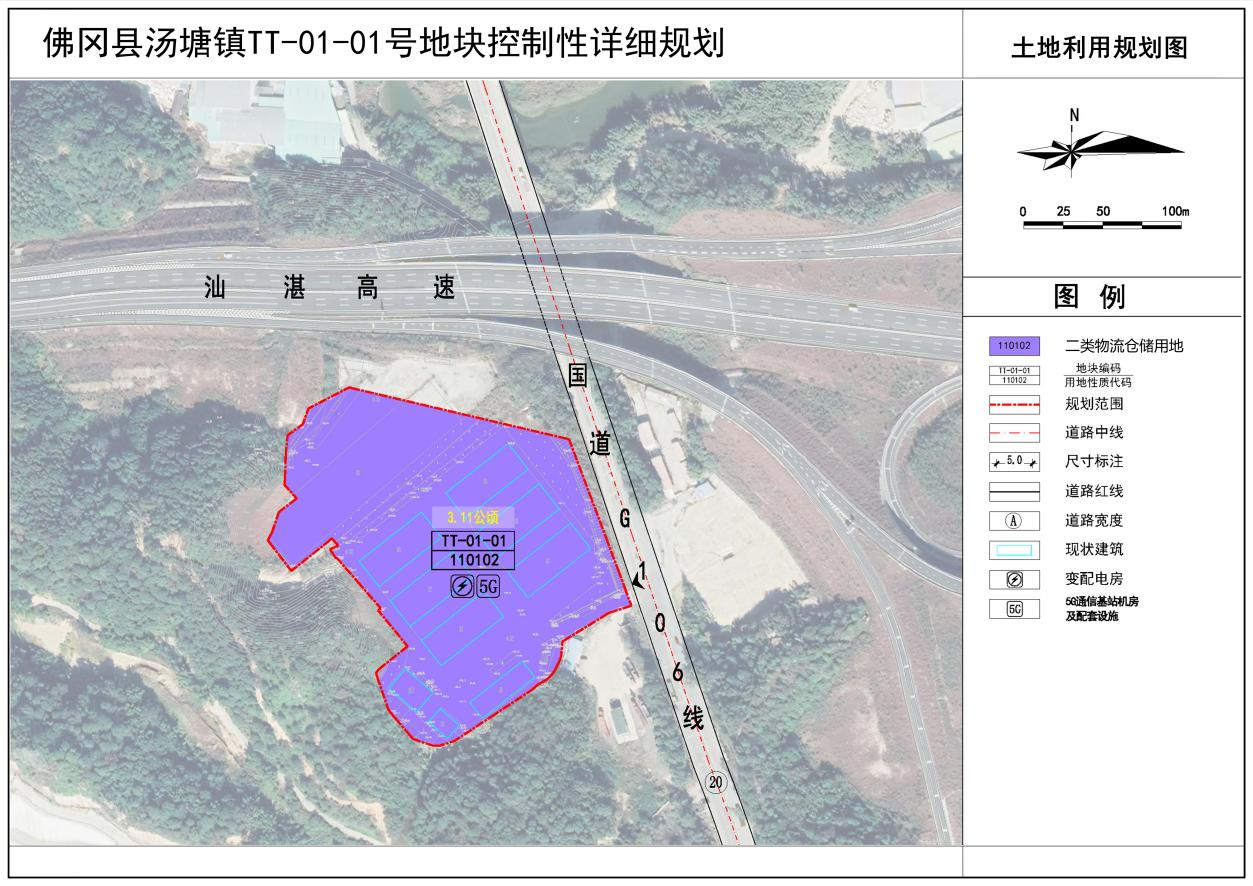 佛冈县汤塘镇TT-01-01号地块控制性详细规划
土地利用规划图
N
0 25 50 100m
汕湛高速
国道G106线
20
3.11公顷
TT-01-01
110102
5G
图 例
110102 二类物流仓储用地
TT-01-01 地块编码
110102 用地性质代码
规划范围
道路中线
5.0 尺寸标注
道路红线
A 道路宽度
现状建筑
变配电房
5G 5G通信基站机房
及配套设施